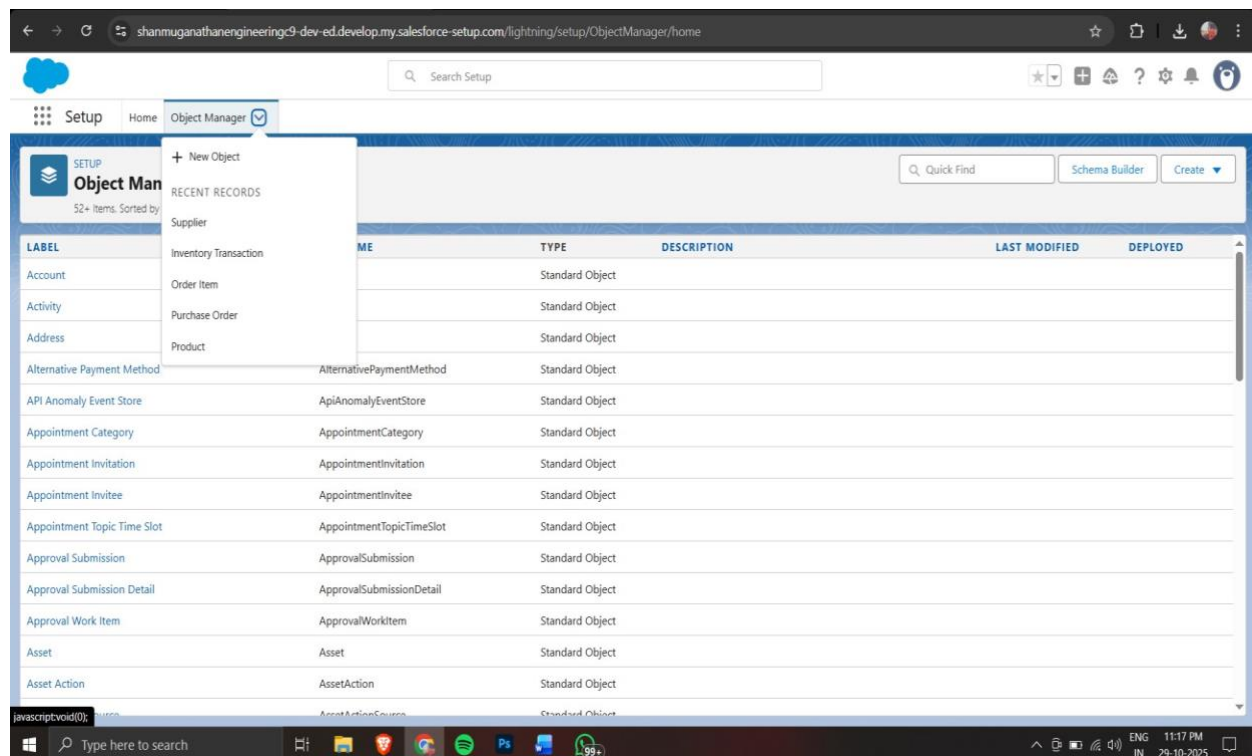 shanmuganathanengineeringc9-dev-ed.develop.my.salesforce-setup.com/lightning/setup/ObjectManager/home
Search Setup
Setup Home Object Manager
+ New Object
RECENT RECORDS
Supplier
Inventory Transaction
Order Item
Purchase Order
Product
SETUP
Object Man
52+ Items. Sorted by
Quick Find Schema Builder Create
LABEL ME TYPE DESCRIPTION LAST MODIFIED DEPLOYED
Account Standard Object
Activity Standard Object
Address Standard Object
Alternative Payment Method AlternativePaymentMethod Standard Object
API Anomaly Event Store ApiAnomalyEventStore Standard Object
Appointment Category AppointmentCategory Standard Object
Appointment Invitation AppointmentInvitation Standard Object
Appointment Invitee AppointmentInvitee Standard Object
Appointment Topic Time Slot AppointmentTopicTimeSlot Standard Object
Approval Submission ApprovalSubmission Standard Object
Approval Submission Detail ApprovalSubmissionDetail Standard Object
Approval Work Item ApprovalWorkItem Standard Object
Asset Asset Standard Object
Asset Action AssetAction Standard Object
AssetActionSource Standard Object
javascript:void(0);
Type here to search Ps 99+ ENG 11:17 PM
IN 29-10-2025